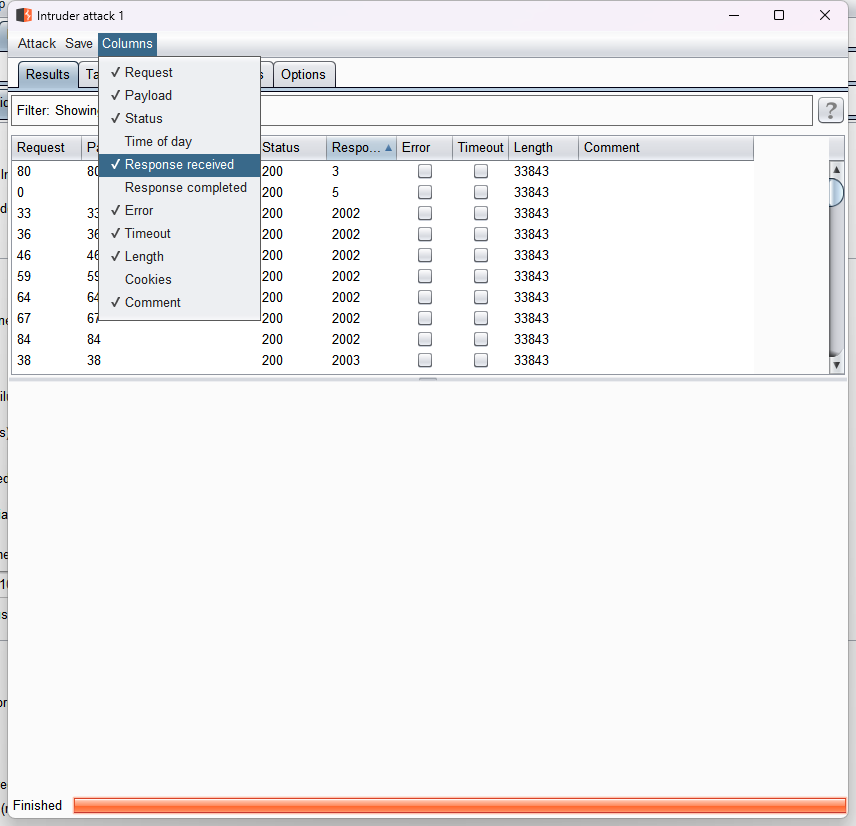 Intruder attack 1
Attack Save Columns
Results Ta s Options
Filter: Showing ?
Request Pa Status Respo... Error Timeout Length Comment
✓ Request
✓ Payload
✓ Status
Time of day
✓ Response received
Response completed
✓ Error
✓ Timeout
✓ Length
Cookies
✓ Comment
80 80 200 3 33843
0 200 5 33843
33 33 200 2002 33843
36 36 200 2002 33843
46 46 200 2002 33843
59 59 200 2002 33843
64 64 200 2002 33843
67 67 200 2002 33843
84 84 200 2002 33843
38 38 200 2003 33843
Finished